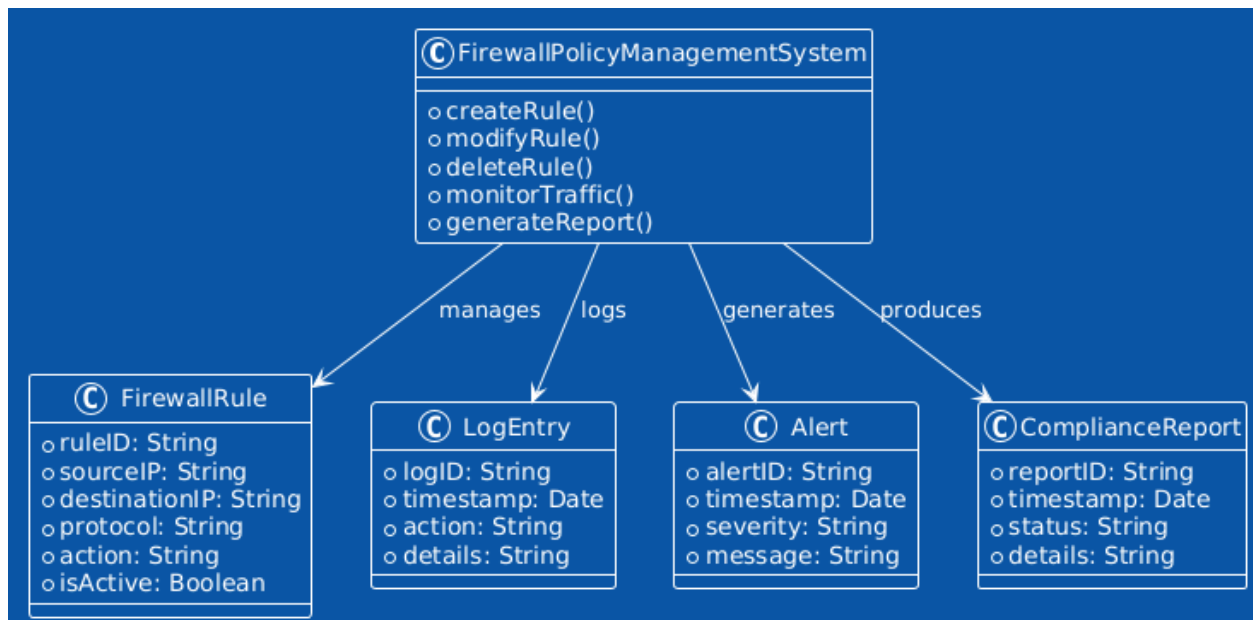 C FirewallPolicyManagementSystem
createRule()
modifyRule()
deleteRule()
monitorTraffic()
generateReport()
manages
logs
generates
produces
C FirewallRule
ruleID: String
sourceIP: String
destinationIP: String
protocol: String
action: String
isActive: Boolean
C LogEntry
logID: String
timestamp: Date
action: String
details: String
C Alert
alertID: String
timestamp: Date
severity: String
message: String
C ComplianceReport
reportID: String
timestamp: Date
status: String
details: String